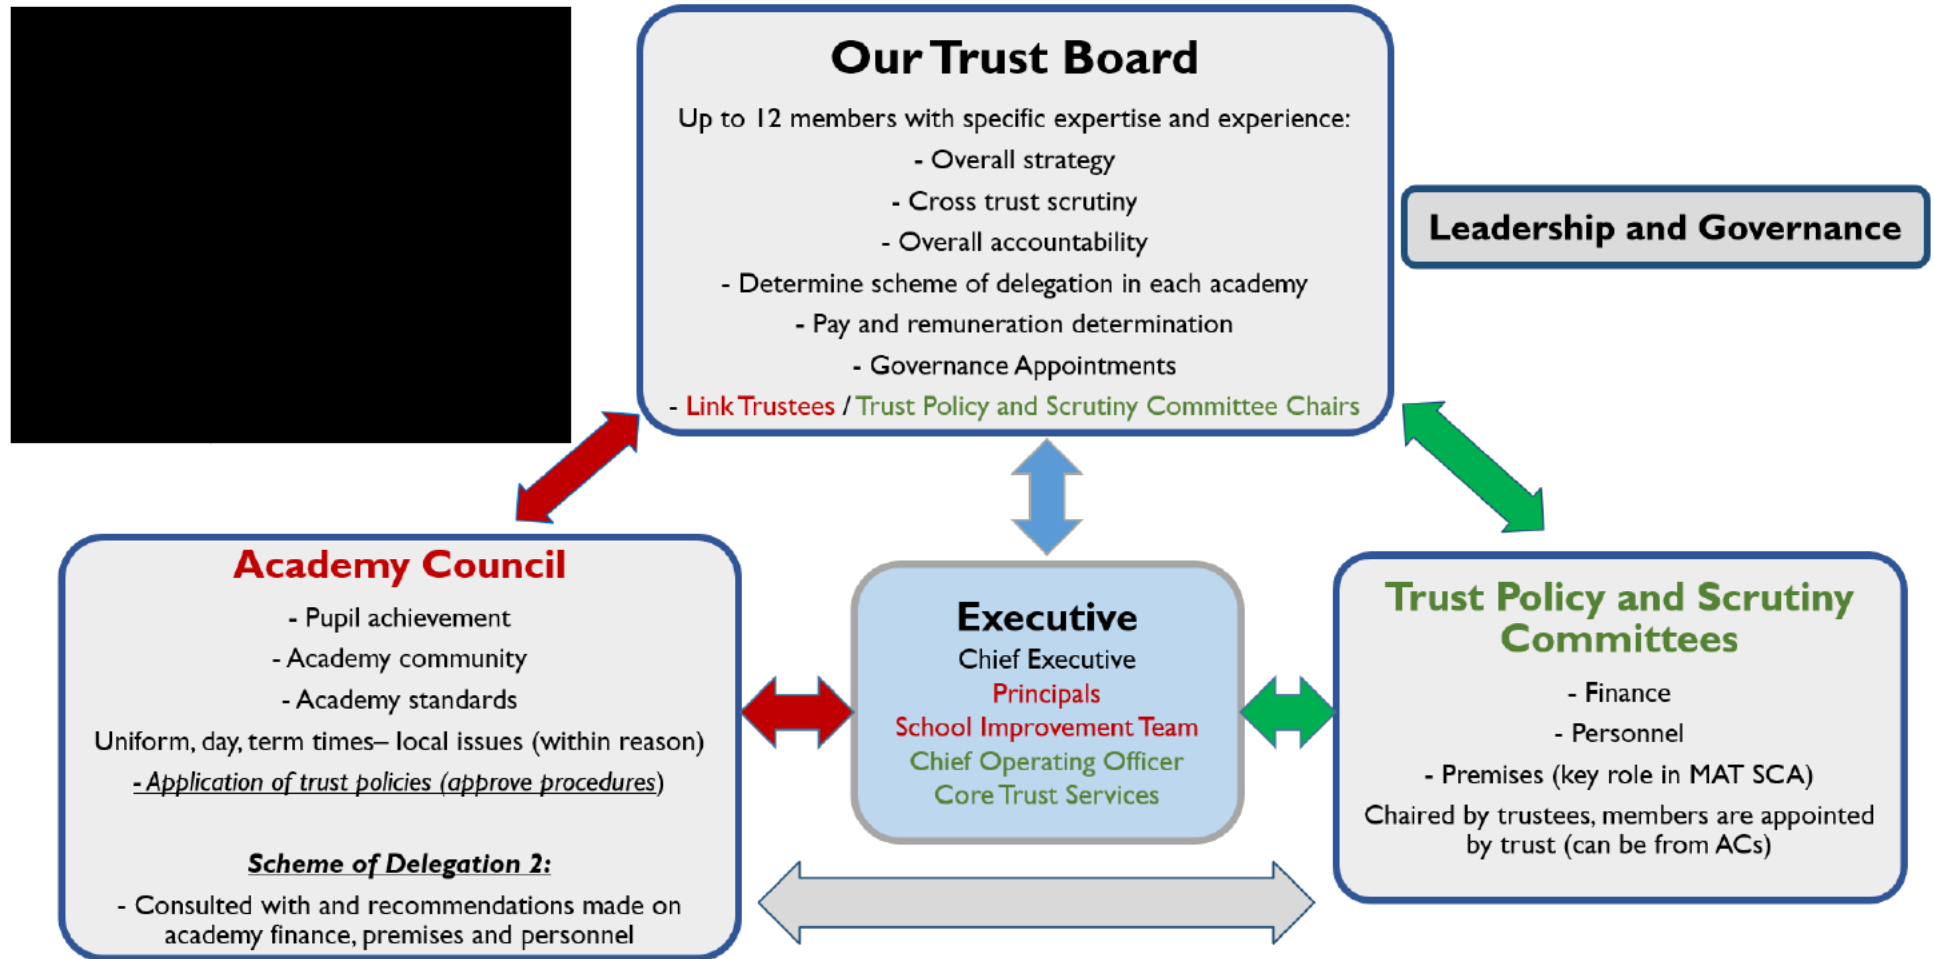 Our Trust Board
Up to 12 members with specific expertise and experience:
- Overall strategy
- Cross trust scrutiny
- Overall accountability
- Determine scheme of delegation in each academy
- Pay and remuneration determination
- Governance Appointments
- Link Trustees / Trust Policy and Scrutiny Committee Chairs
Leadership and Governance
Academy Council
- Pupil achievement
- Academy community
- Academy standards
Uniform, day, term times– local issues (within reason)
- Application of trust policies (approve procedures)
Scheme of Delegation 2:
- Consulted with and recommendations made on
academy finance, premises and personnel
Executive
Chief Executive
Principals
School Improvement Team
Chief Operating Officer
Core Trust Services
Trust Policy and Scrutiny
Committees
- Finance
- Personnel
- Premises (key role in MAT SCA)
Chaired by trustees, members are appointed
by trust (can be from ACs)